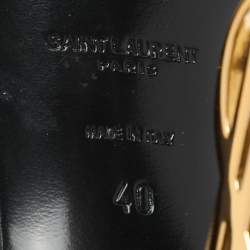 SAINT LAURENT
PARIS
MADE IN ITALY
40